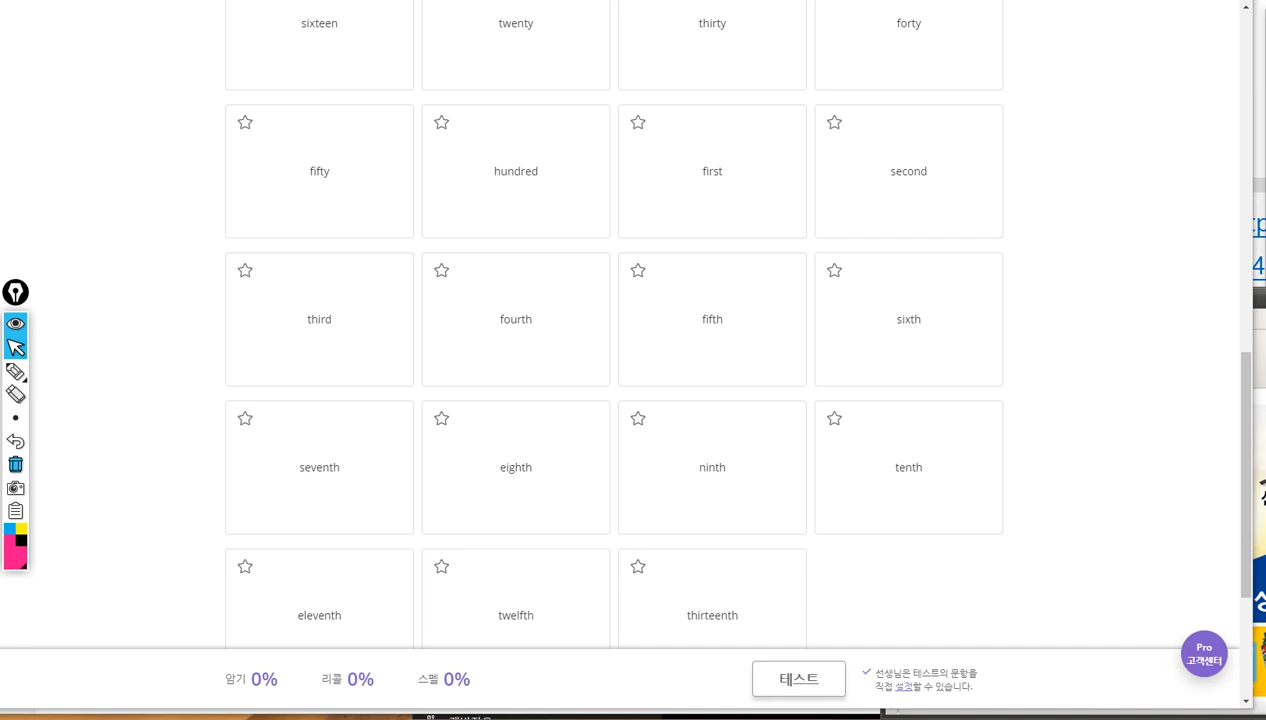 sixteen twenty thirty forty
fifty hundred first second
third fourth fifth sixth
seventh eighth ninth tenth
eleventh twelfth thirteenth
암기 0% 리콜 0% 스펠 0%
테스트
선생님은 테스트의 문항을
직접 설정할 수 있습니다.
Pro
고객센터